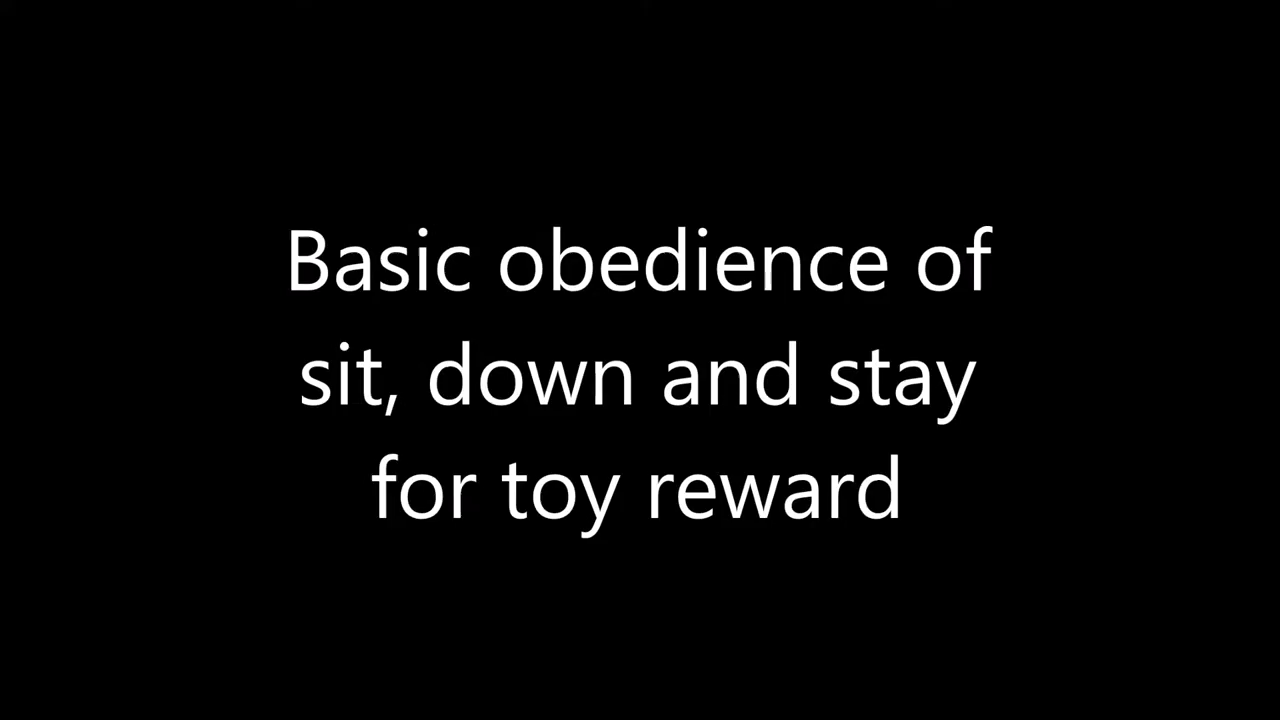 Basic obedience of
sit, down and stay
for toy reward